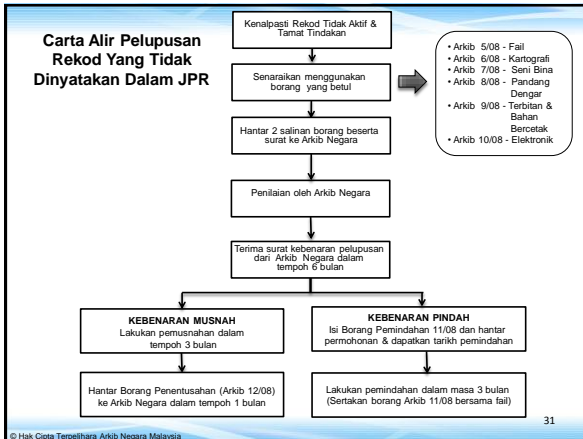 Carta Alir Pelupusan
Rekod Yang Tidak
Dinyatakan Dalam JPR
Kenalpasti Rekod Tidak Aktif &
Tamat Tindakan
Senaraikan menggunakan
borang yang betul
• Arkib 5/08 - Fail
• Arkib 6/08 - Kartografi
• Arkib 7/08 - Seni Bina
• Arkib 8/08 - Pandang
Dengar
• Arkib 9/08 - Terbitan &
Bahan
Bercetak
• Arkib 10/08 - Elektronik
Hantar 2 salinan borang beserta
surat ke Arkib Negara
Penilaian oleh Arkib Negara
Terima surat kebenaran pelupusan
dari Arkib Negara dalam
tempoh 6 bulan
KEBENARAN MUSNAH
Lakukan pemusnahan dalam
tempoh 3 bulan
KEBENARAN PINDAH
Isi Borang Pemindahan 11/08 dan hantar
permohonan & dapatkan tarikh pemindahan
Hantar Borang Penentusahan (Arkib 12/08)
ke Arkib Negara dalam tempoh 1 bulan
Lakukan pemindahan dalam masa 3 bulan
(Sertakan borang Arkib 11/08 bersama fail)
31
© Hak Cipta Terpelihara Arkib Negara Malaysia